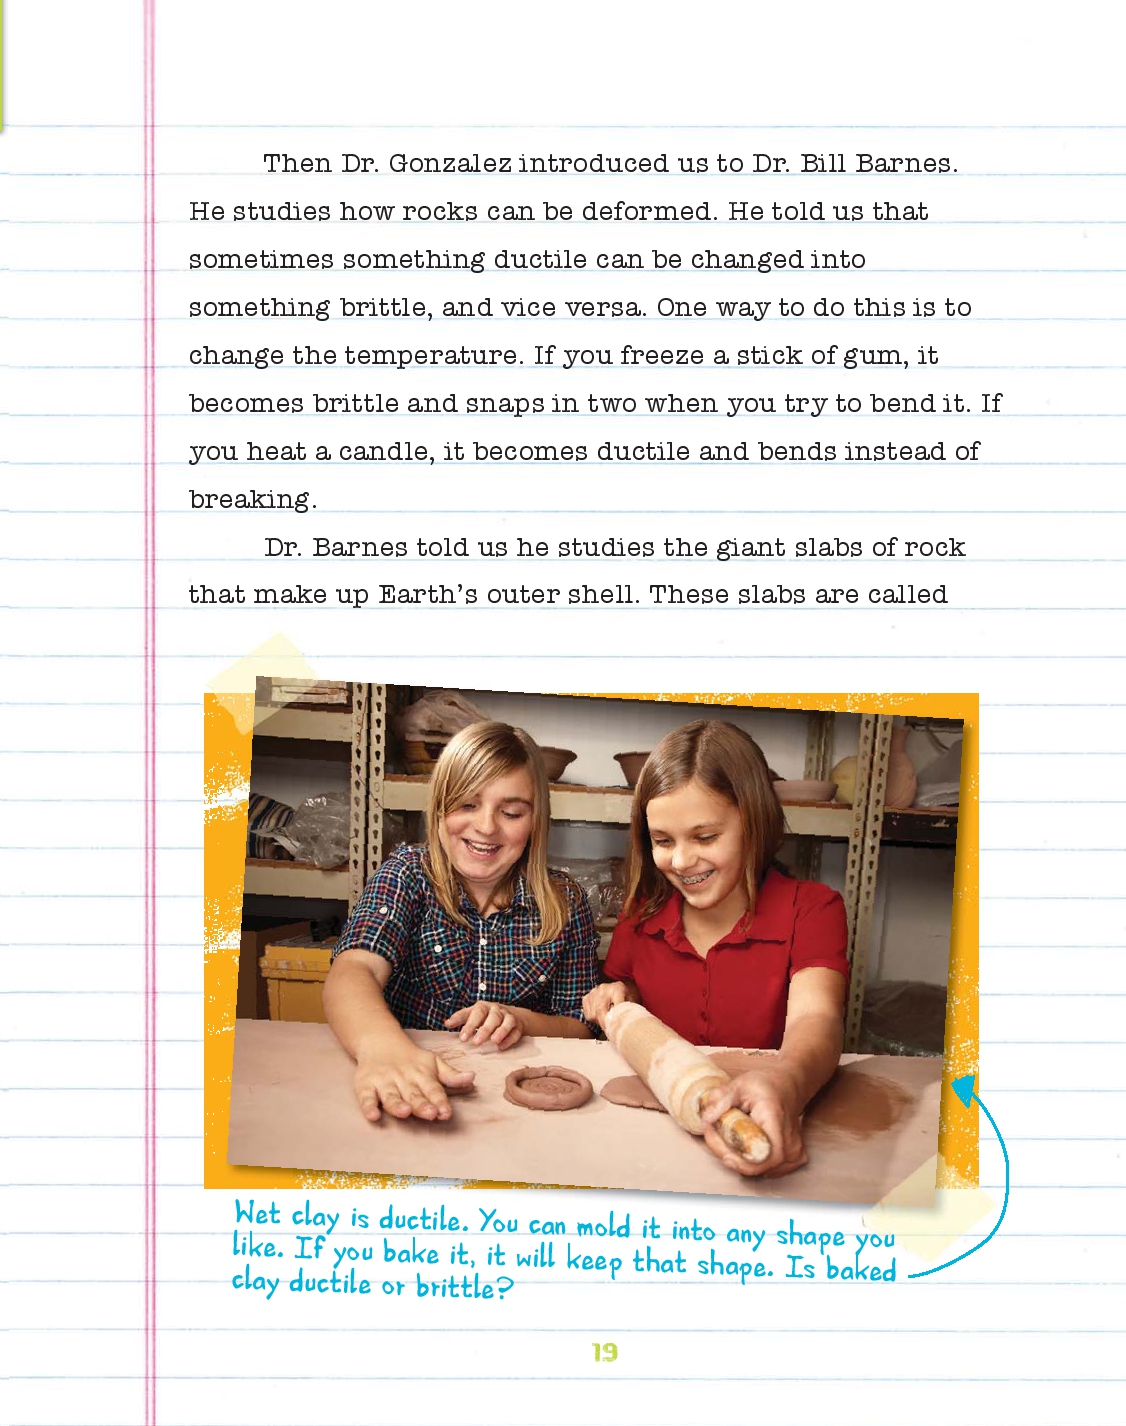 Then Dr. Gonzalez introduced us to Dr. Bill Barnes.
He studies how rocks can be deformed. He told us that
sometimes something ductile can be changed into
something brittle, and vice versa. One way to do this is to
change the temperature. If you freeze a stick of gum, it
becomes brittle and snaps in two when you try to bend it. If
you heat a candle, it becomes ductile and bends instead of
breaking.
Dr. Barnes told us he studies the giant slabs of rock
that make up Earth’s outer shell. These slabs are called
Wet clay is ductile. You can mold it into any shape you
like. If you bake it, it will keep that shape. Is baked
clay ductile or brittle?
19